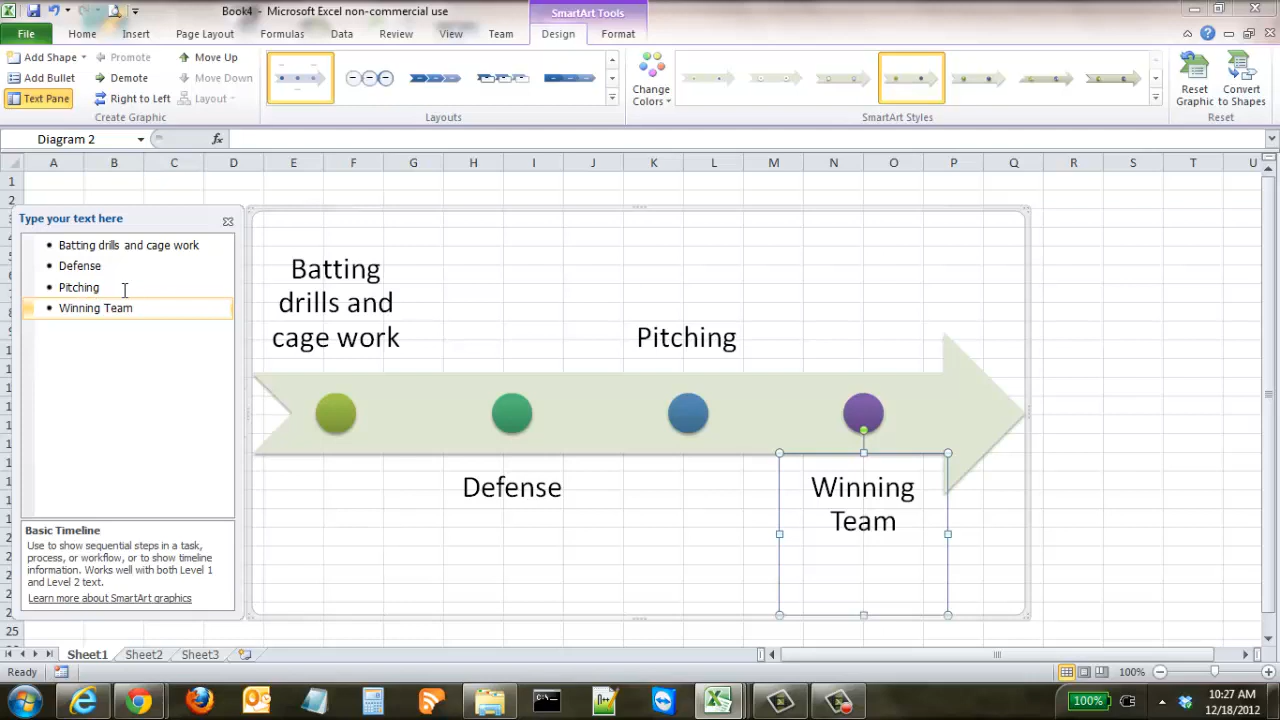 Book4 - Microsoft Excel non-commercial use
SmartArt Tools
File Home Insert Page Layout Formulas Data Review View Team Design Format
Add Shape Promote Move Up
Add Bullet Demote Move Down
Text Pane Right to Left Layout
Create Graphic
Layouts
Change Colors
SmartArt Styles
Reset Graphic
Convert to Shapes
Reset
Diagram 2
fx
A B C D E F G H I J K L M N O P Q R S T U
1
2
Type your text here
Batting drills and cage work
Defense
Pitching
Winning Team
Basic Timeline
Use to show sequential steps in a task,
process, or workflow, or to show timeline
information. Works well with both Level 1
and Level 2 text.
Learn more about SmartArt graphics
Batting
drills and
cage work
Pitching
Defense
Winning
Team
25
Sheet1 Sheet2 Sheet3
Ready
100%
100%
10:27 AM
12/18/2012